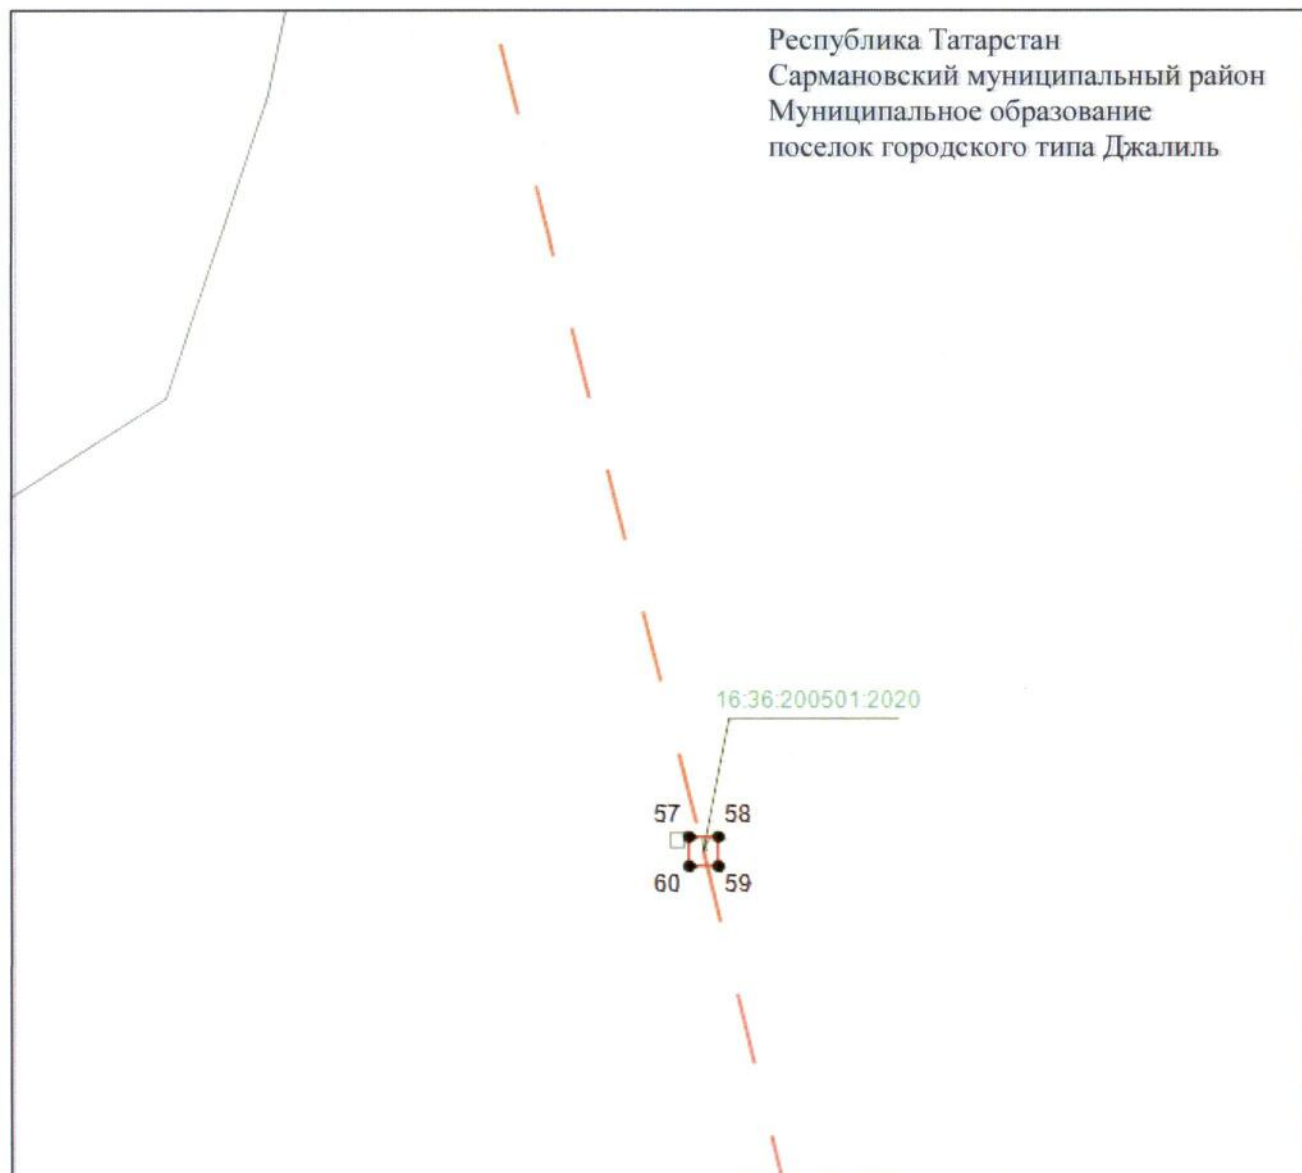 Республика Татарстан
Сармановский муниципальный район
Муниципальное образование
поселок городского типа Джалиль
16:36:200501:2020
57 58
60 59